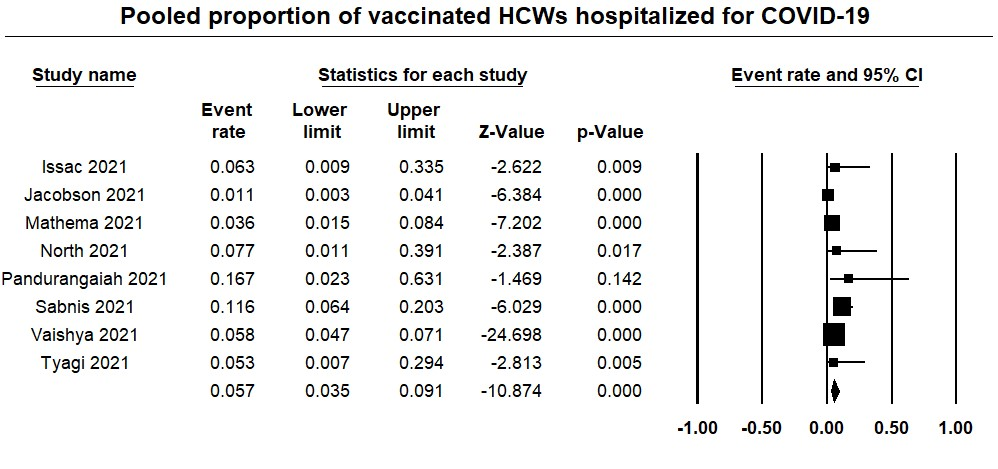 Pooled proportion of vaccinated HCWs hospitalized for COVID-19
Study name Statistics for each study Event rate and 95% CI
Event Lower Upper
rate limit limit Z-Value p-Value
Issac 2021 0.063 0.009 0.335 -2.622 0.009
Jacobson 2021 0.011 0.003 0.041 -6.384 0.000
Mathema 2021 0.036 0.015 0.084 -7.202 0.000
North 2021 0.077 0.011 0.391 -2.387 0.017
Pandurangaiah 2021 0.167 0.023 0.631 -1.469 0.142
Sabnis 2021 0.116 0.064 0.203 -6.029 0.000
Vaishya 2021 0.058 0.047 0.071 -24.698 0.000
Tyagi 2021 0.053 0.007 0.294 -2.813 0.005
0.057 0.035 0.091 -10.874 0.000
-1.00 -0.50 0.00 0.50 1.00